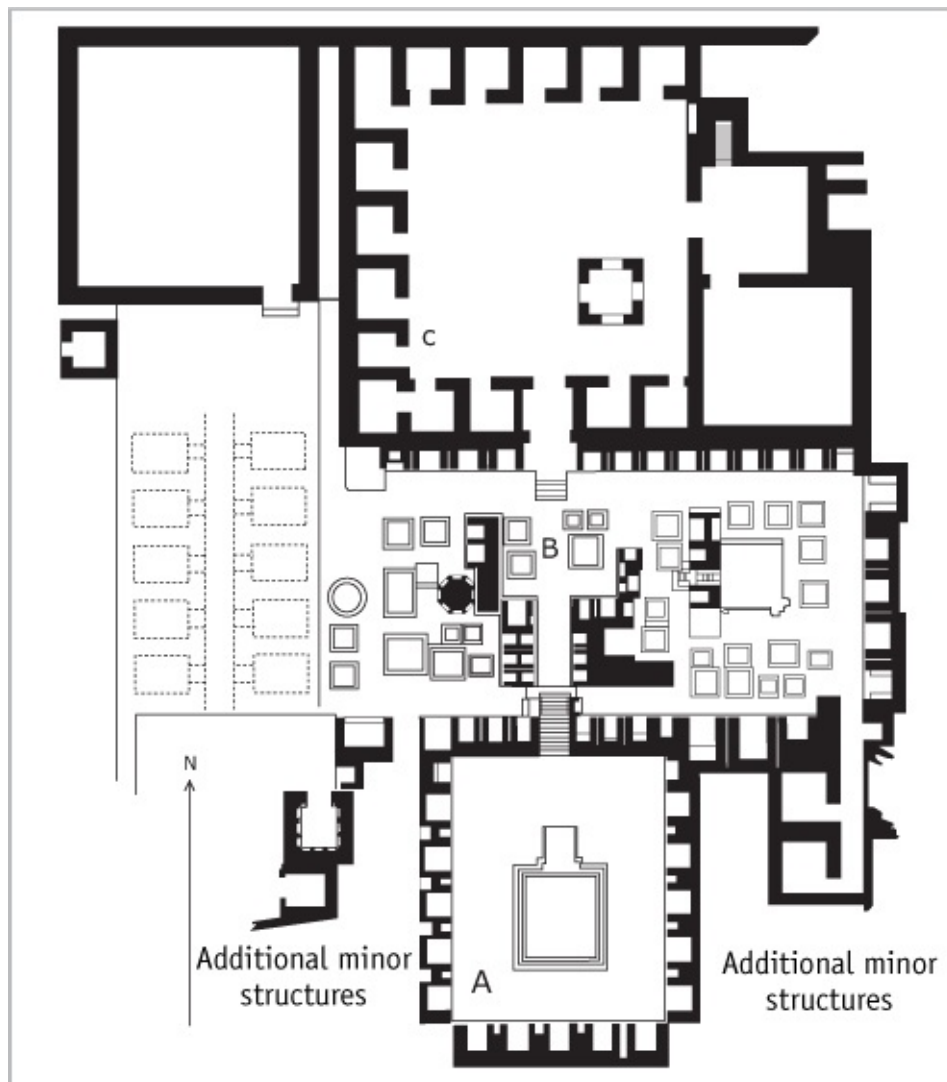 C
B
N
Additional minor
structures
A
Additional minor
structures